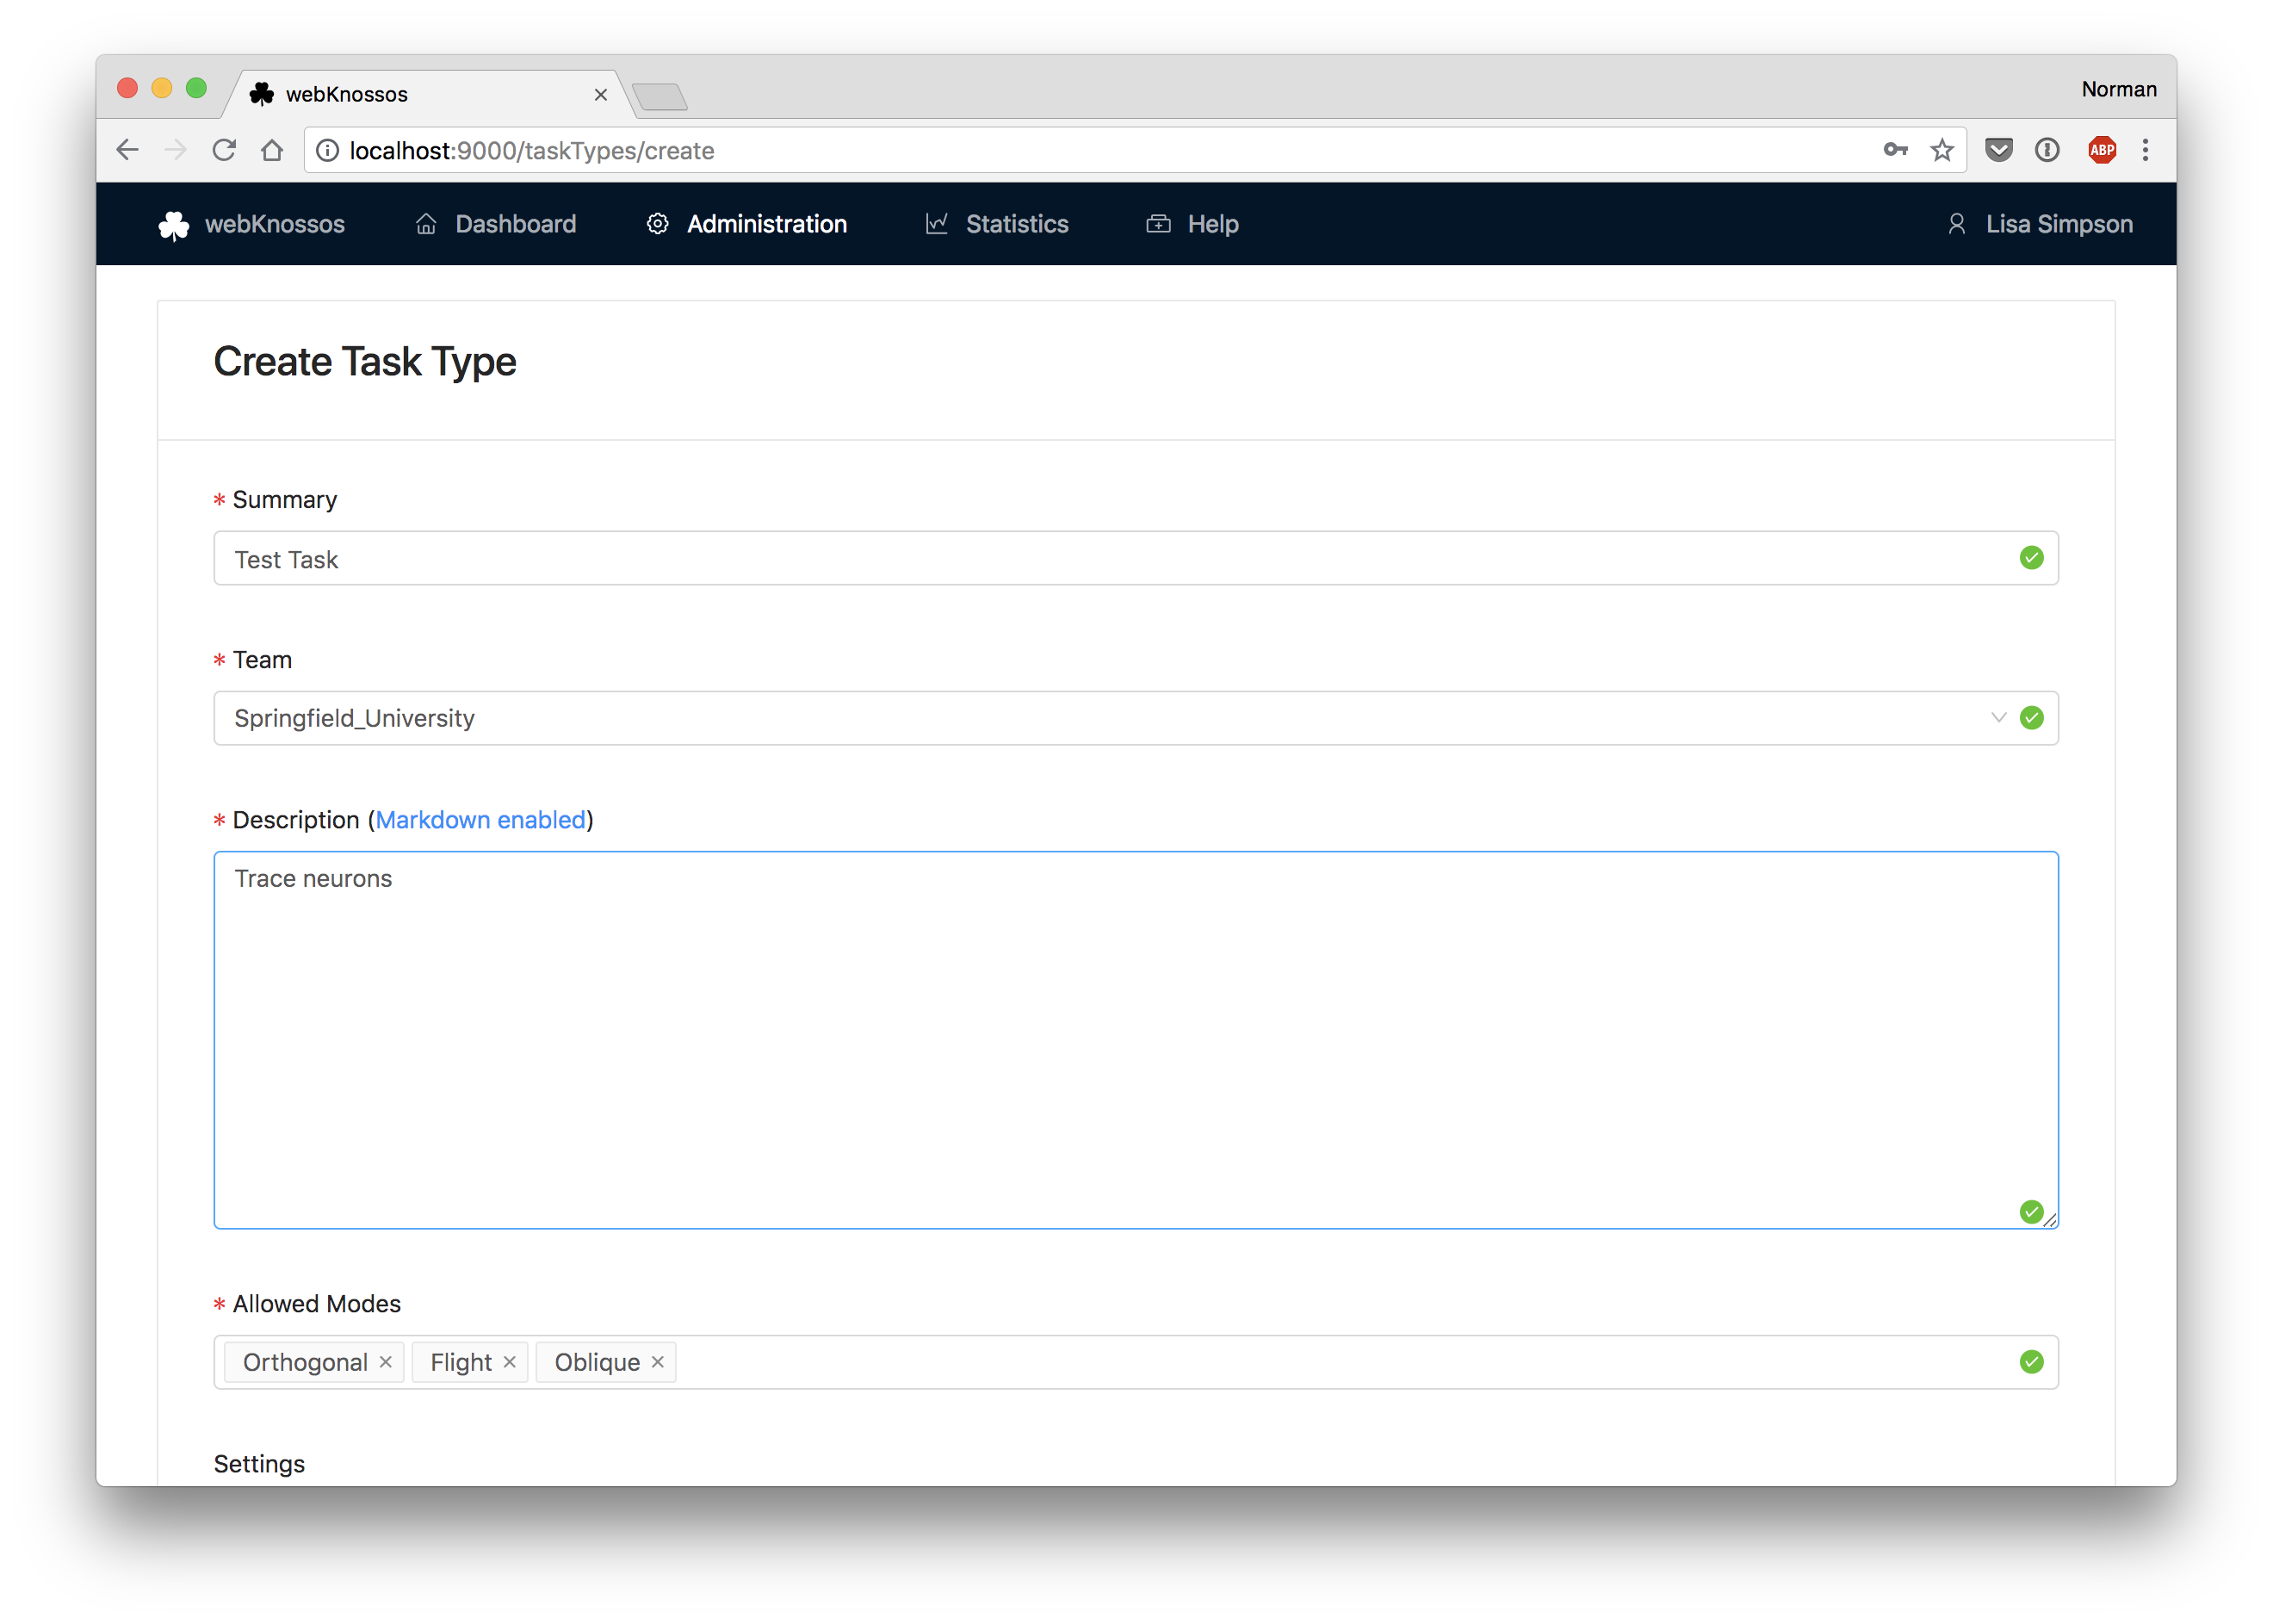 webKnossos
Norman
localhost:9000/taskTypes/create
ABP
webKnossos Dashboard Administration Statistics Help Lisa Simpson
Create Task Type
* Summary
Test Task
* Team
Springfield_University
* Description (Markdown enabled)
Trace neurons
* Allowed Modes
Orthogonal Flight Oblique
Settings